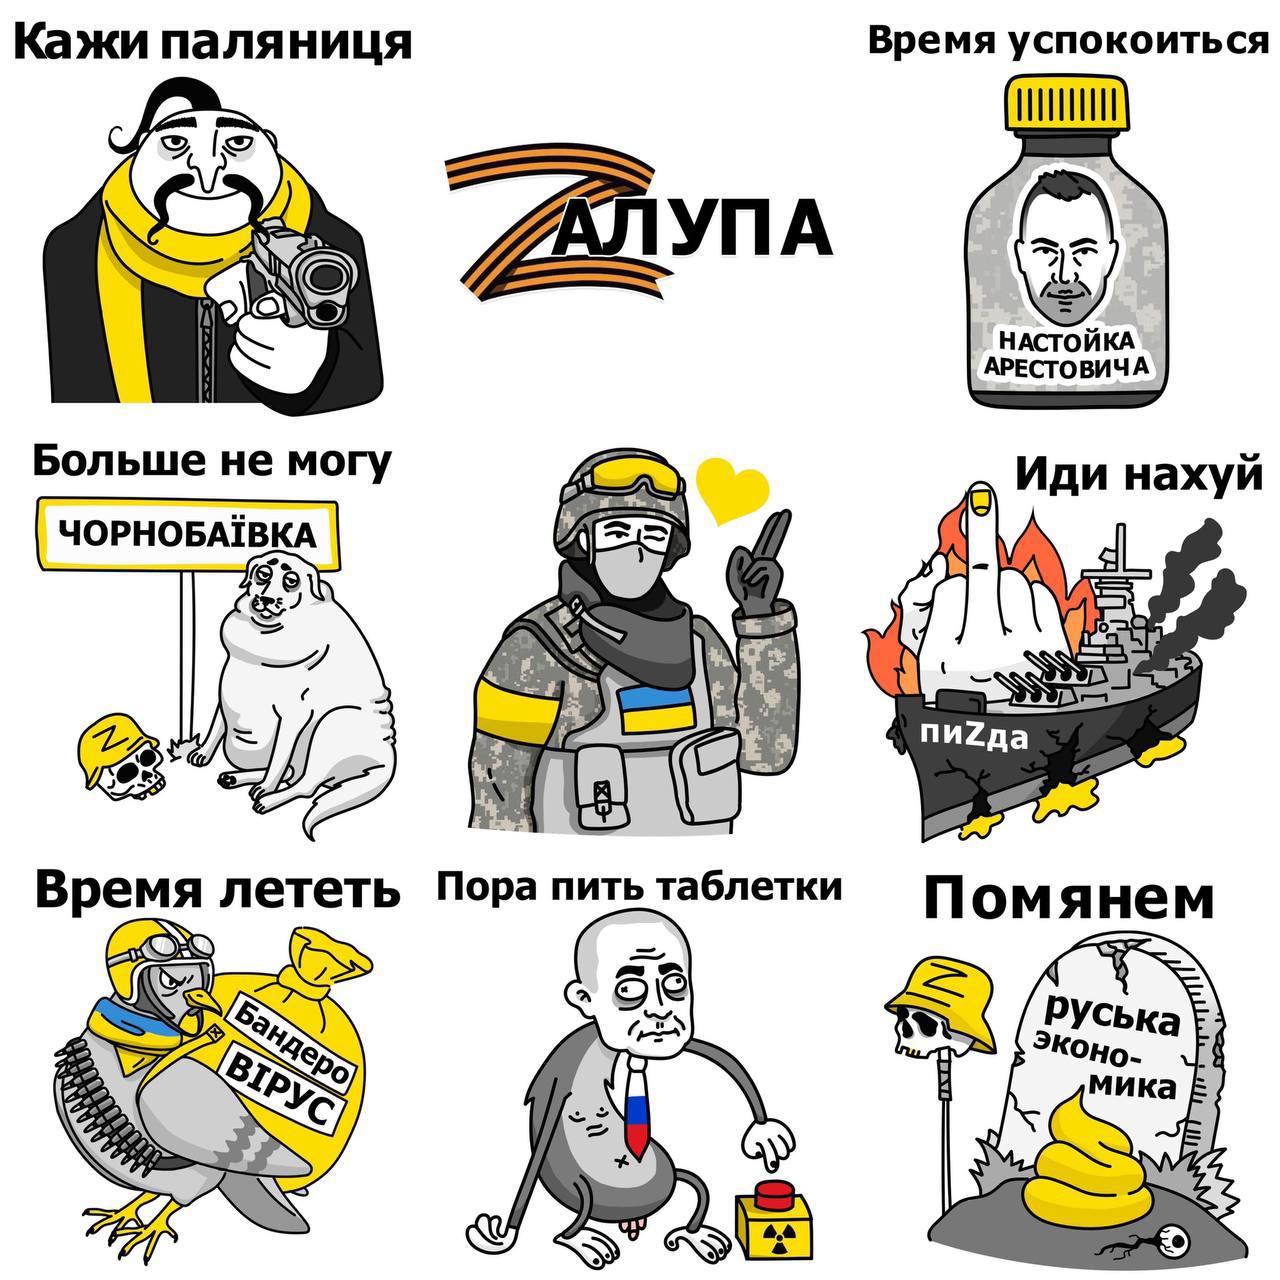 Кажи паляниця
Время успокоиться
ZАЛУПА
НАСТОЙКА
АРЕСТОВИЧА
Больше не могу
ЧОРНОБАЇВКА
Z
Иди нахуй
пиZда
Время лететь
Бандеро
ВІРУС
Пора пить таблетки
Помянем
Z
руська
эконо-
мика